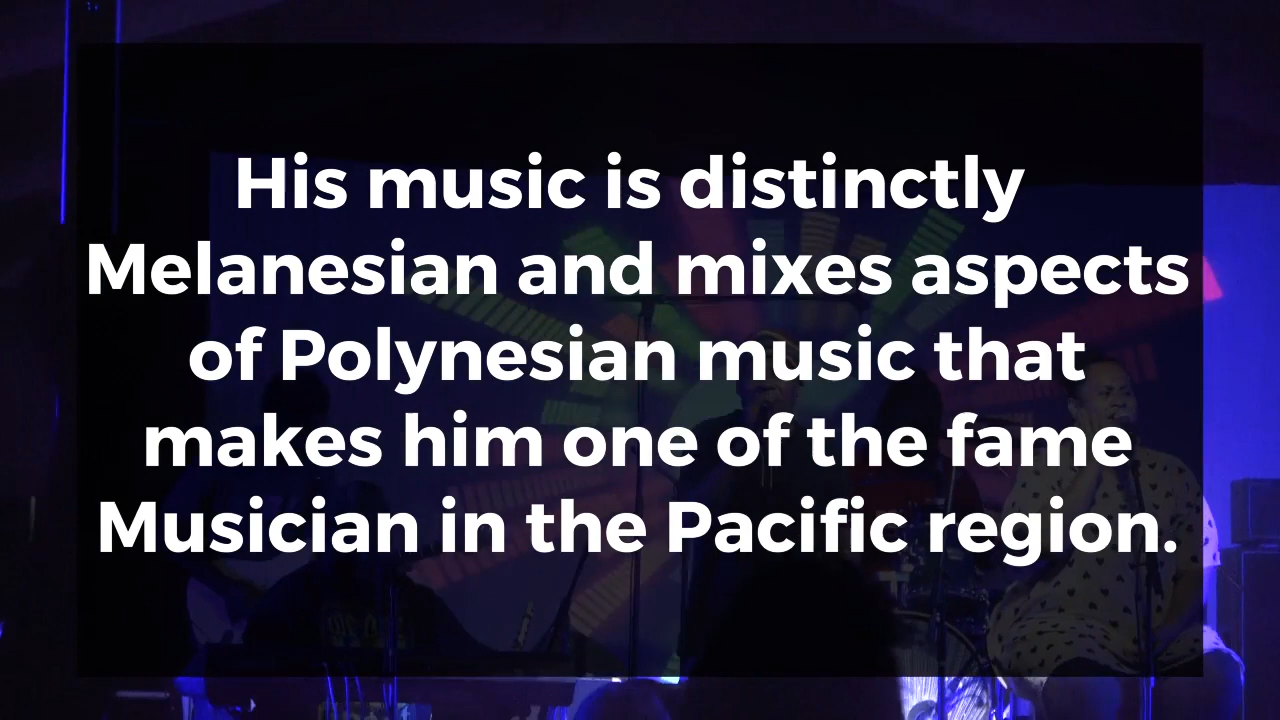 His music is distinctly
Melanesian and mixes aspects
of Polynesian music that
makes him one of the fame
Musician in the Pacific region.